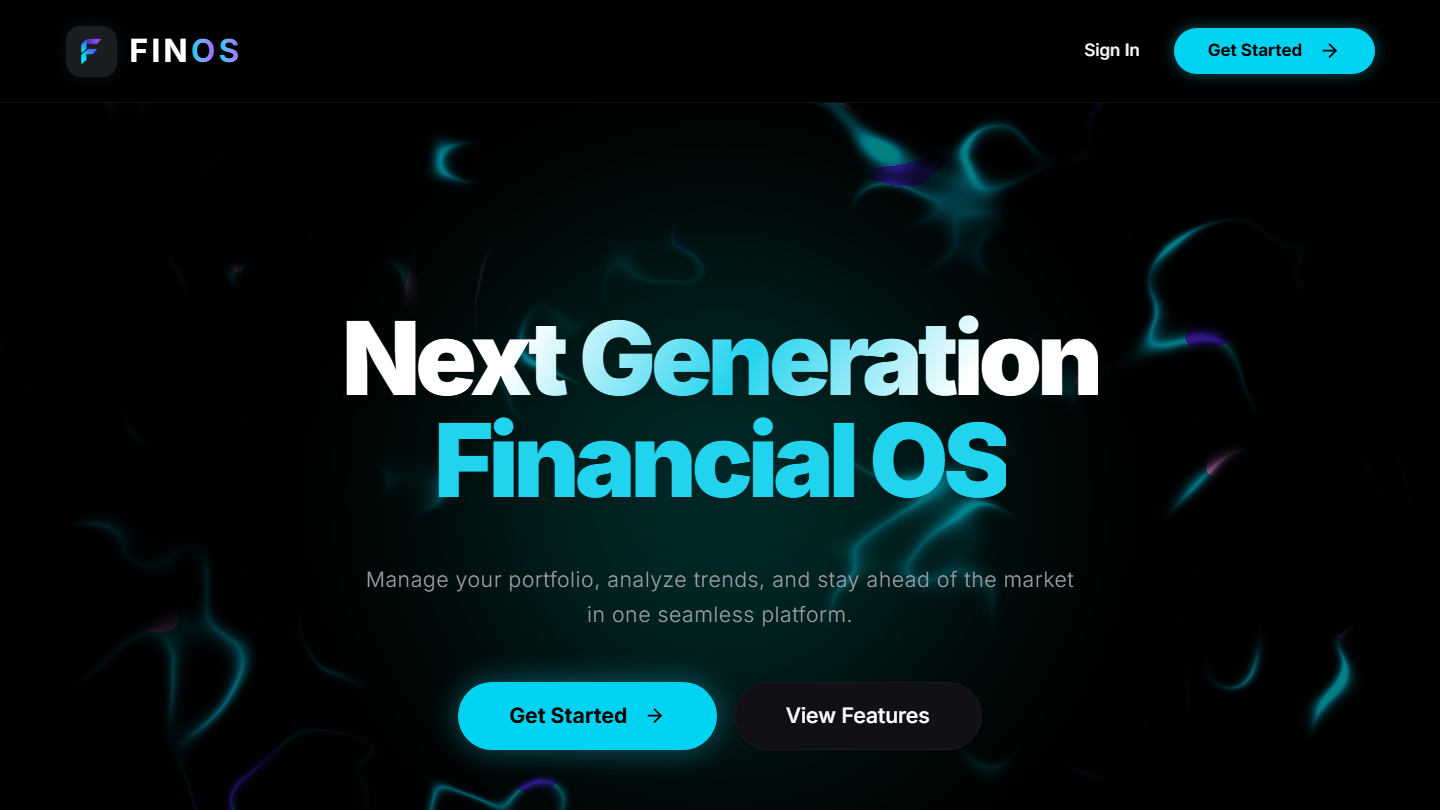 FINOS
Sign In
Get Started
Next Generation
Financial OS
Manage your portfolio, analyze trends, and stay ahead of the market
in one seamless platform.
Get Started
View Features